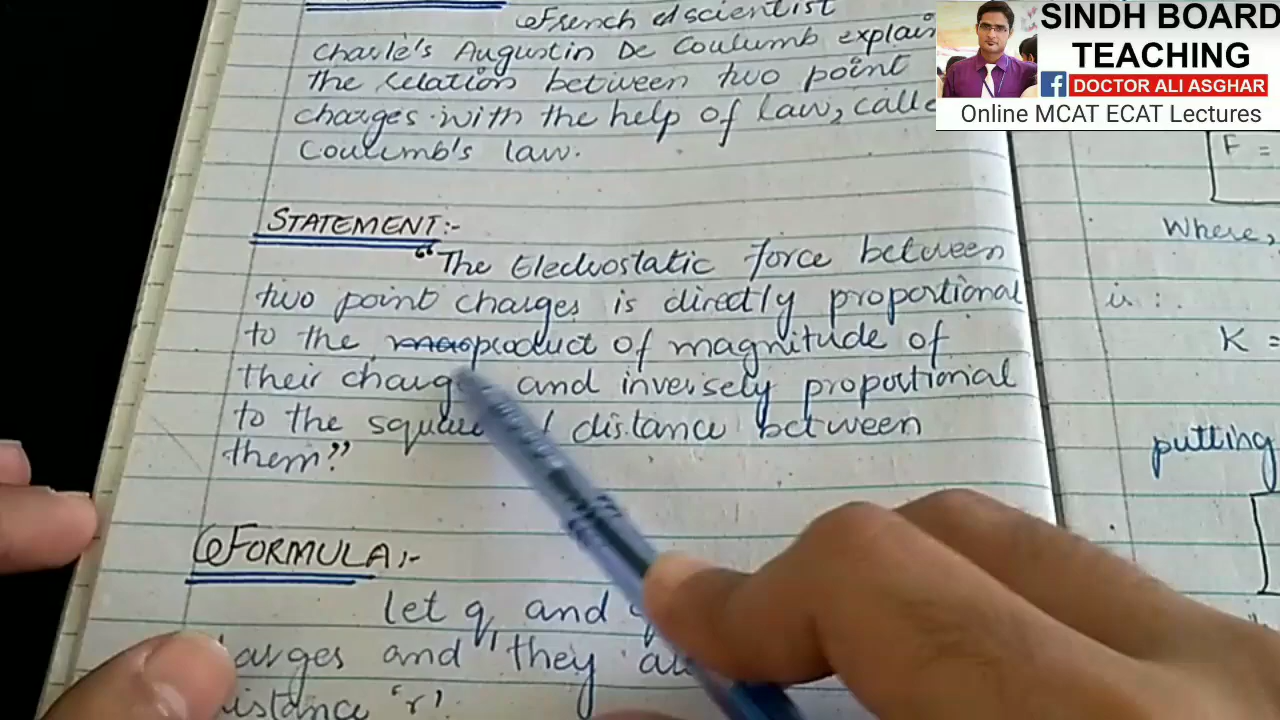 French scientist
Charle's Augustin De Coulumb explain
the relation between two point
charges with the help of law, calle
Coulumb's law.
STATEMENT:-
"The Electrostatic force between
two point charges is directly proportional
to the product of magnitude of
their charge and inversely proportional
to the square distance between
them."
FORMULA:-
let q, and
arges and they
istance 'r'.
F =
Where,
is :.
K =
putting
SINDH BOARD
TEACHING
f DOCTOR ALI ASGHAR
Online MCAT ECAT Lectures